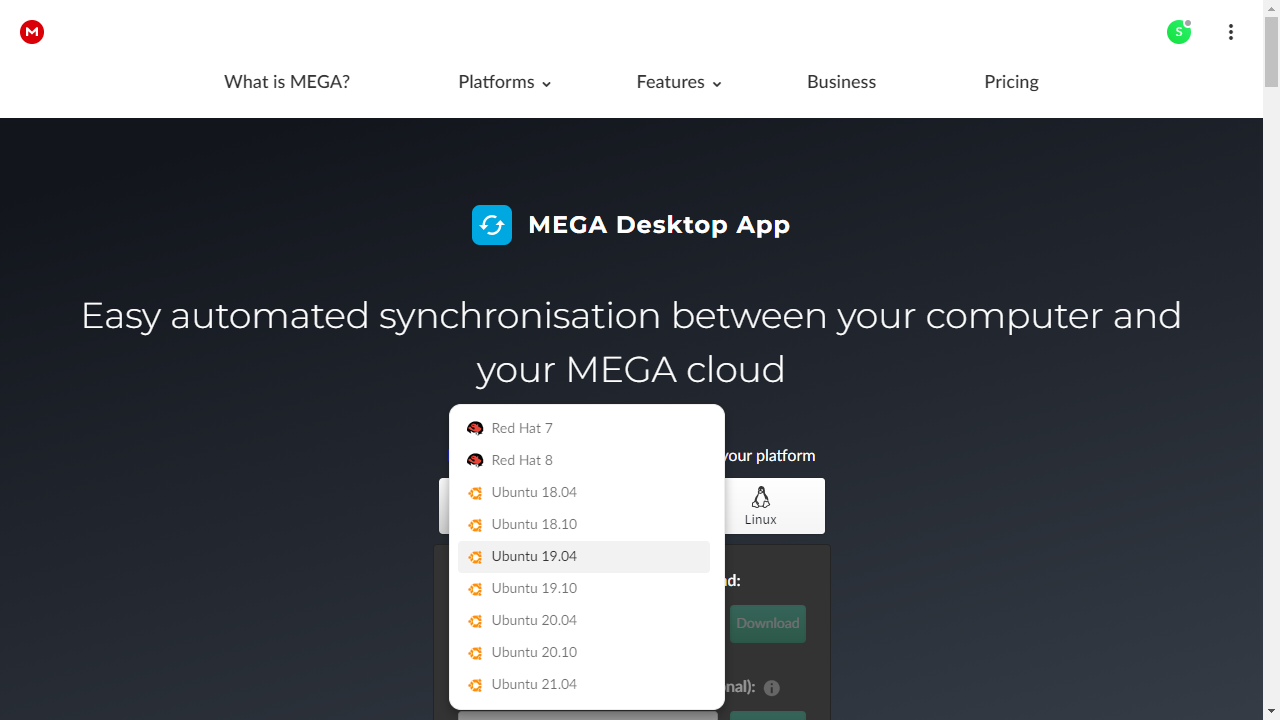 M
S
What is MEGA?
Platforms
Features
Business
Pricing
MEGA Desktop App
Easy automated synchronisation between your computer and
your MEGA cloud
your platform
Linux
Red Hat 7
Red Hat 8
Ubuntu 18.04
Ubuntu 18.10
Ubuntu 19.04
Ubuntu 19.10
Ubuntu 20.04
Ubuntu 20.10
Ubuntu 21.04
Download